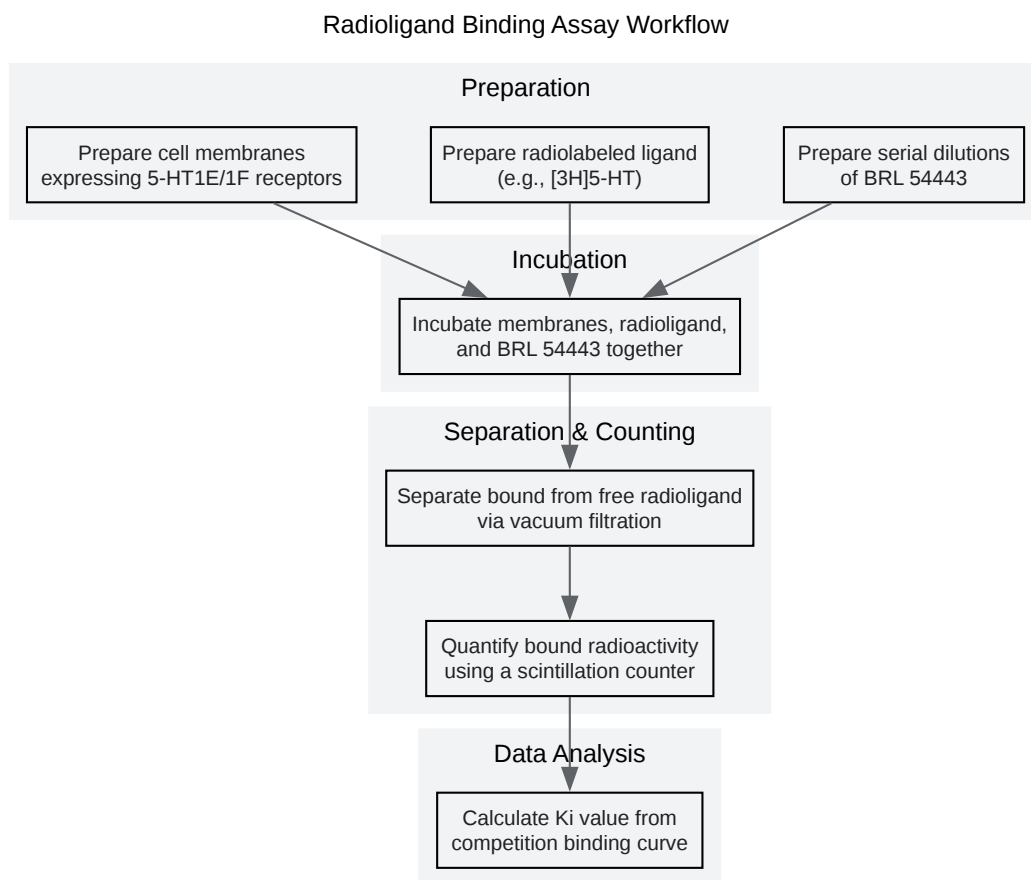 Radioligand Binding Assay Workflow
Preparation
Prepare cell membranes
expressing 5-HT1E/1F receptors
Prepare radiolabeled ligand
(e.g., [3H]5-HT)
Prepare serial dilutions
of BRL 54443
Incubation
Incubate membranes, radioligand,
and BRL 54443 together
Separation & Counting
Separate bound from free radioligand
via vacuum filtration
Quantify bound radioactivity
using a scintillation counter
Data Analysis
Calculate Ki value from
competition binding curve